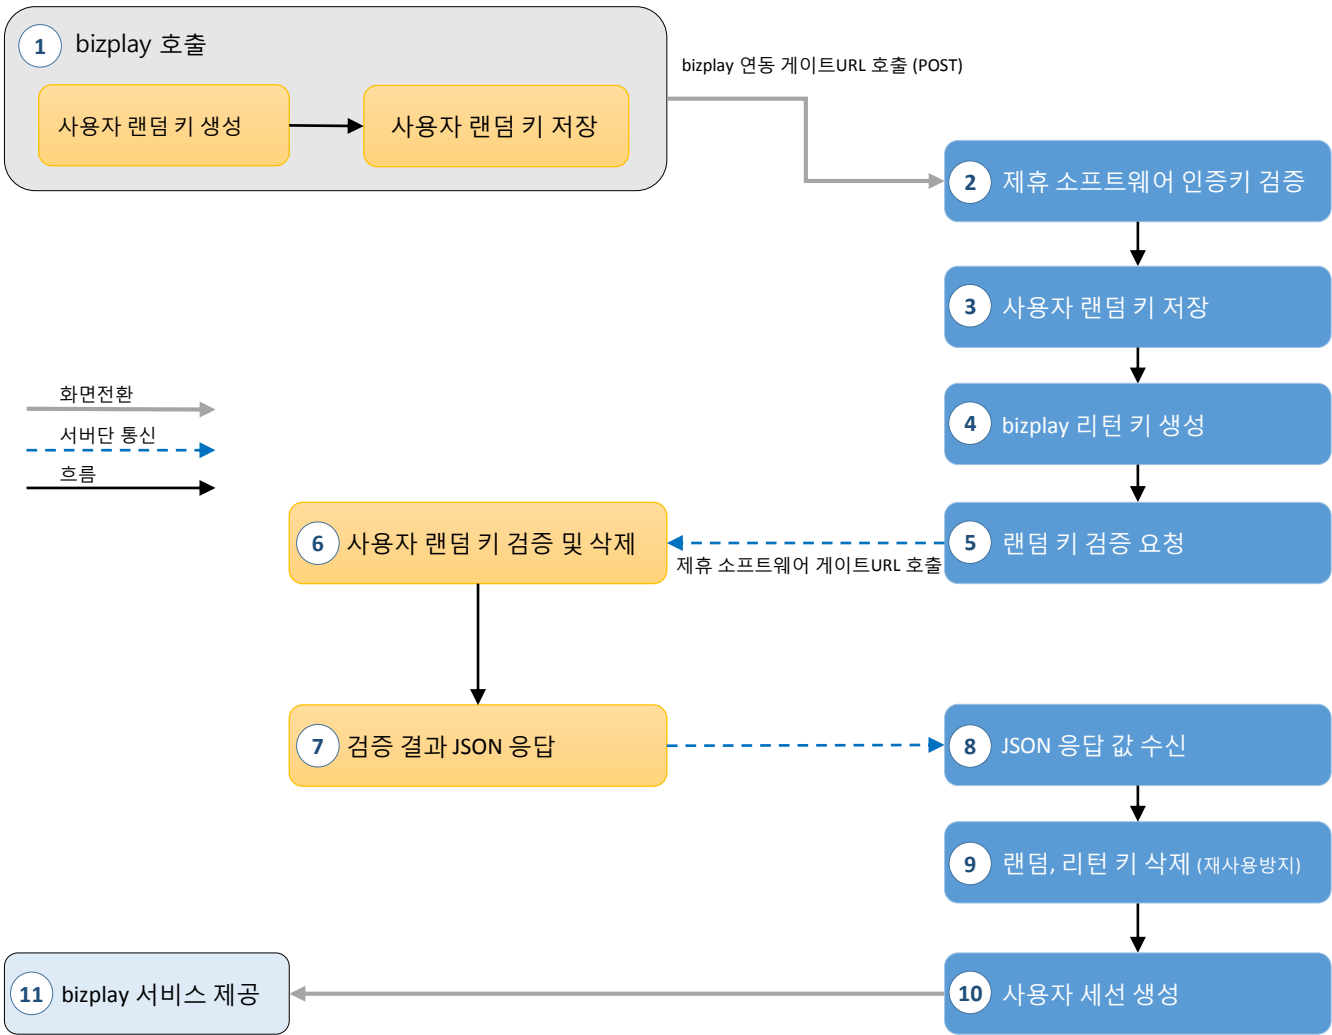 1 bizplay 호출
사용자 랜덤 키 생성
사용자 랜덤 키 저장
bizplay 연동 게이트URL 호출 (POST)
2 제휴 소프트웨어 인증키 검증
3 사용자 랜덤 키 저장
4 bizplay 리턴 키 생성
화면전환
서버단 통신
흐름
5 랜덤 키 검증 요청
제휴 소프트웨어 게이트URL 호출
6 사용자 랜덤 키 검증 및 삭제
7 검증 결과 JSON 응답
8 JSON 응답 값 수신
9 랜덤, 리턴 키 삭제 (재사용방지)
10 사용자 세선 생성
11 bizplay 서비스 제공